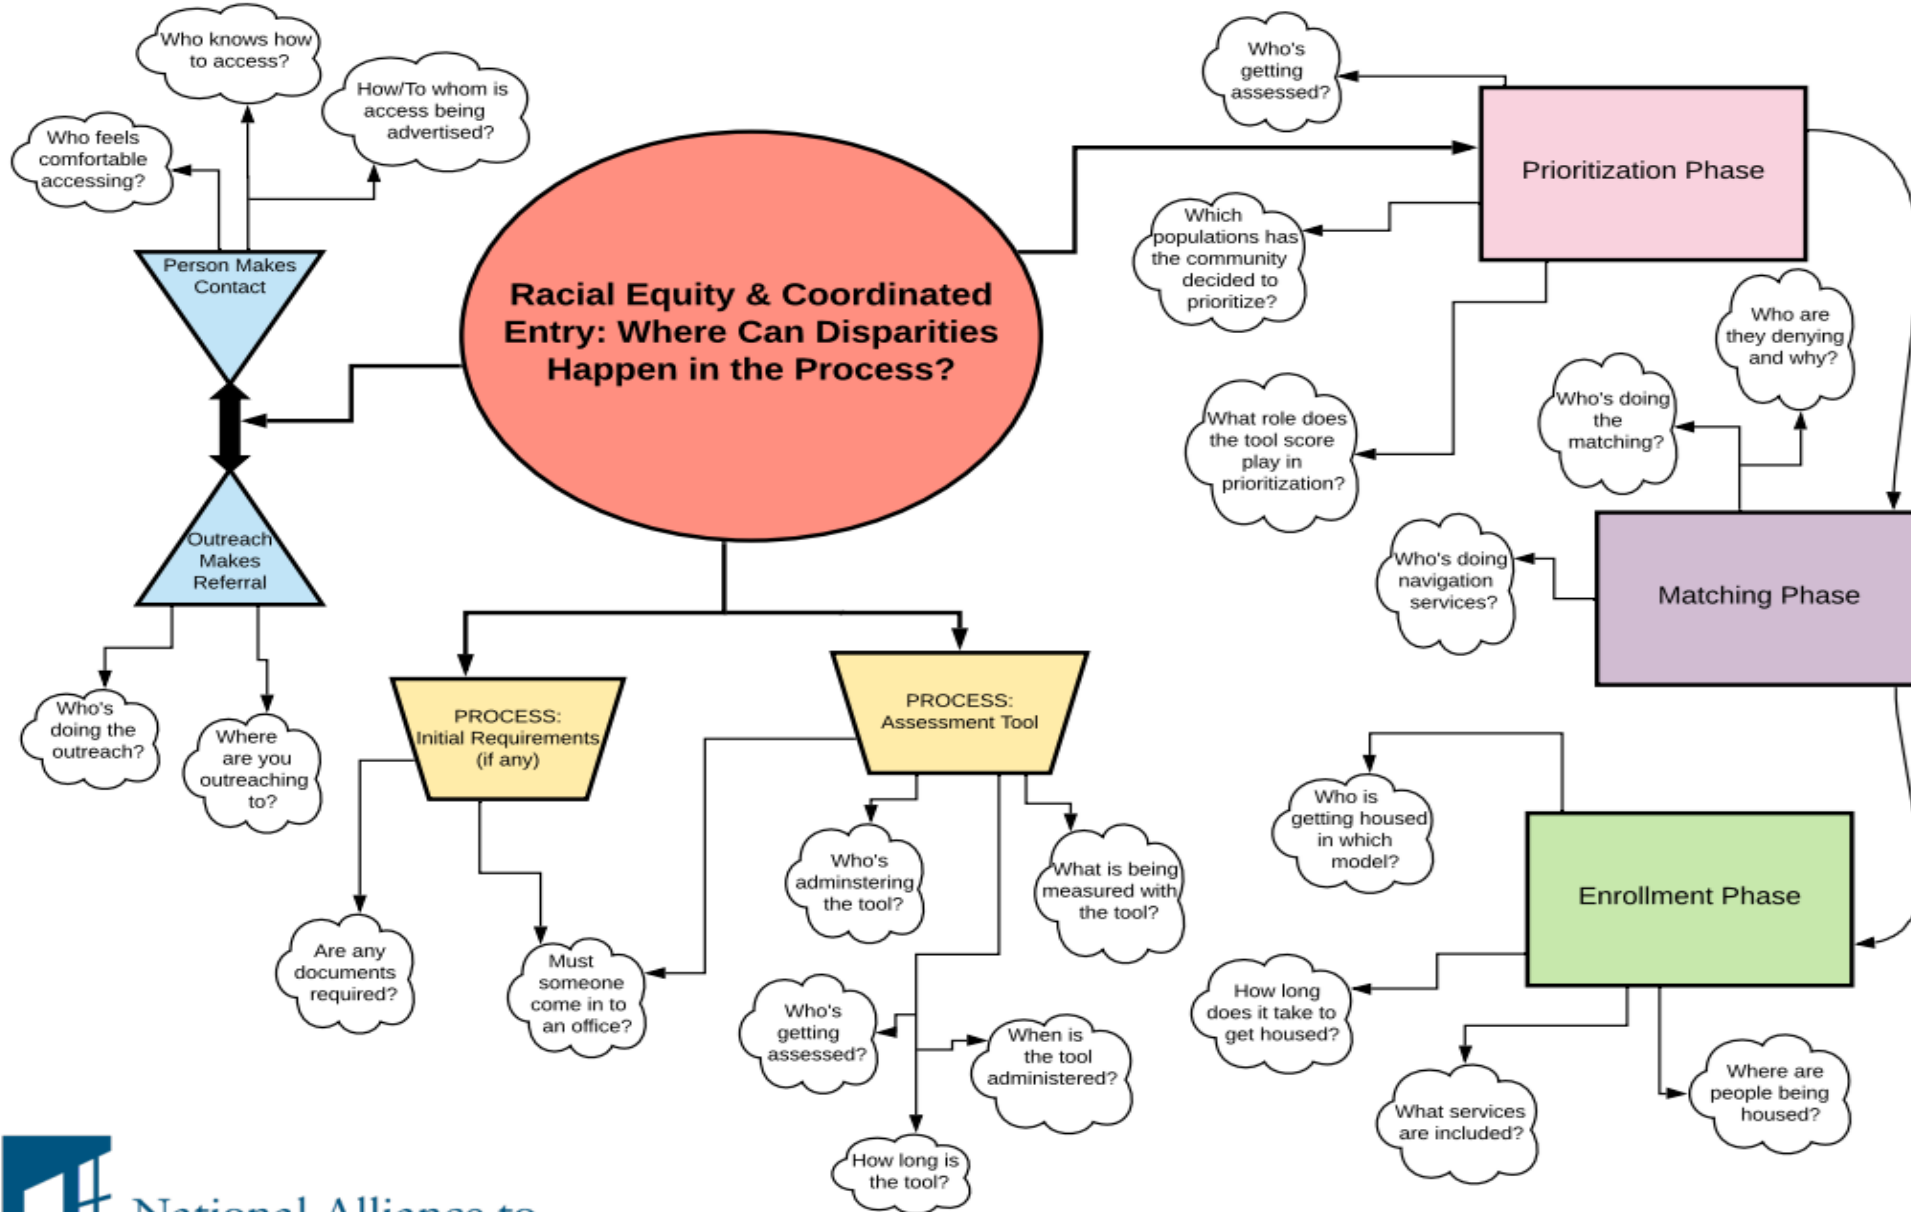 Who knows how
to access?
How/To whom is
access being
advertised?
Who feels
comfortable
accessing?
Person Makes
Contact
Outreach
Makes
Referral
Who's
doing the
outreach?
Where
are you
outreaching
to?
Racial Equity & Coordinated
Entry: Where Can Disparities
Happen in the Process?
PROCESS:
Initial Requirements
(if any)
Are any
documents
required?
Must
someone
come in to
an office?
PROCESS:
Assessment Tool
Who's
adminstering
the tool?
What is being
measured with
the tool?
Who's
getting
assessed?
When is
the tool
administered?
How long is
the tool?
Who's
getting
assessed?
Prioritization Phase
Which
populations has
the community
decided to
prioritize?
What role does
the tool score
play in
prioritization?
Who are
they denying
and why?
Who's doing
the
matching?
Who's doing
navigation
services?
Matching Phase
Who is
getting housed
in which
model?
Enrollment Phase
How long
does it take to
get housed?
What services
are included?
Where are
people being
housed?
National Alliance to